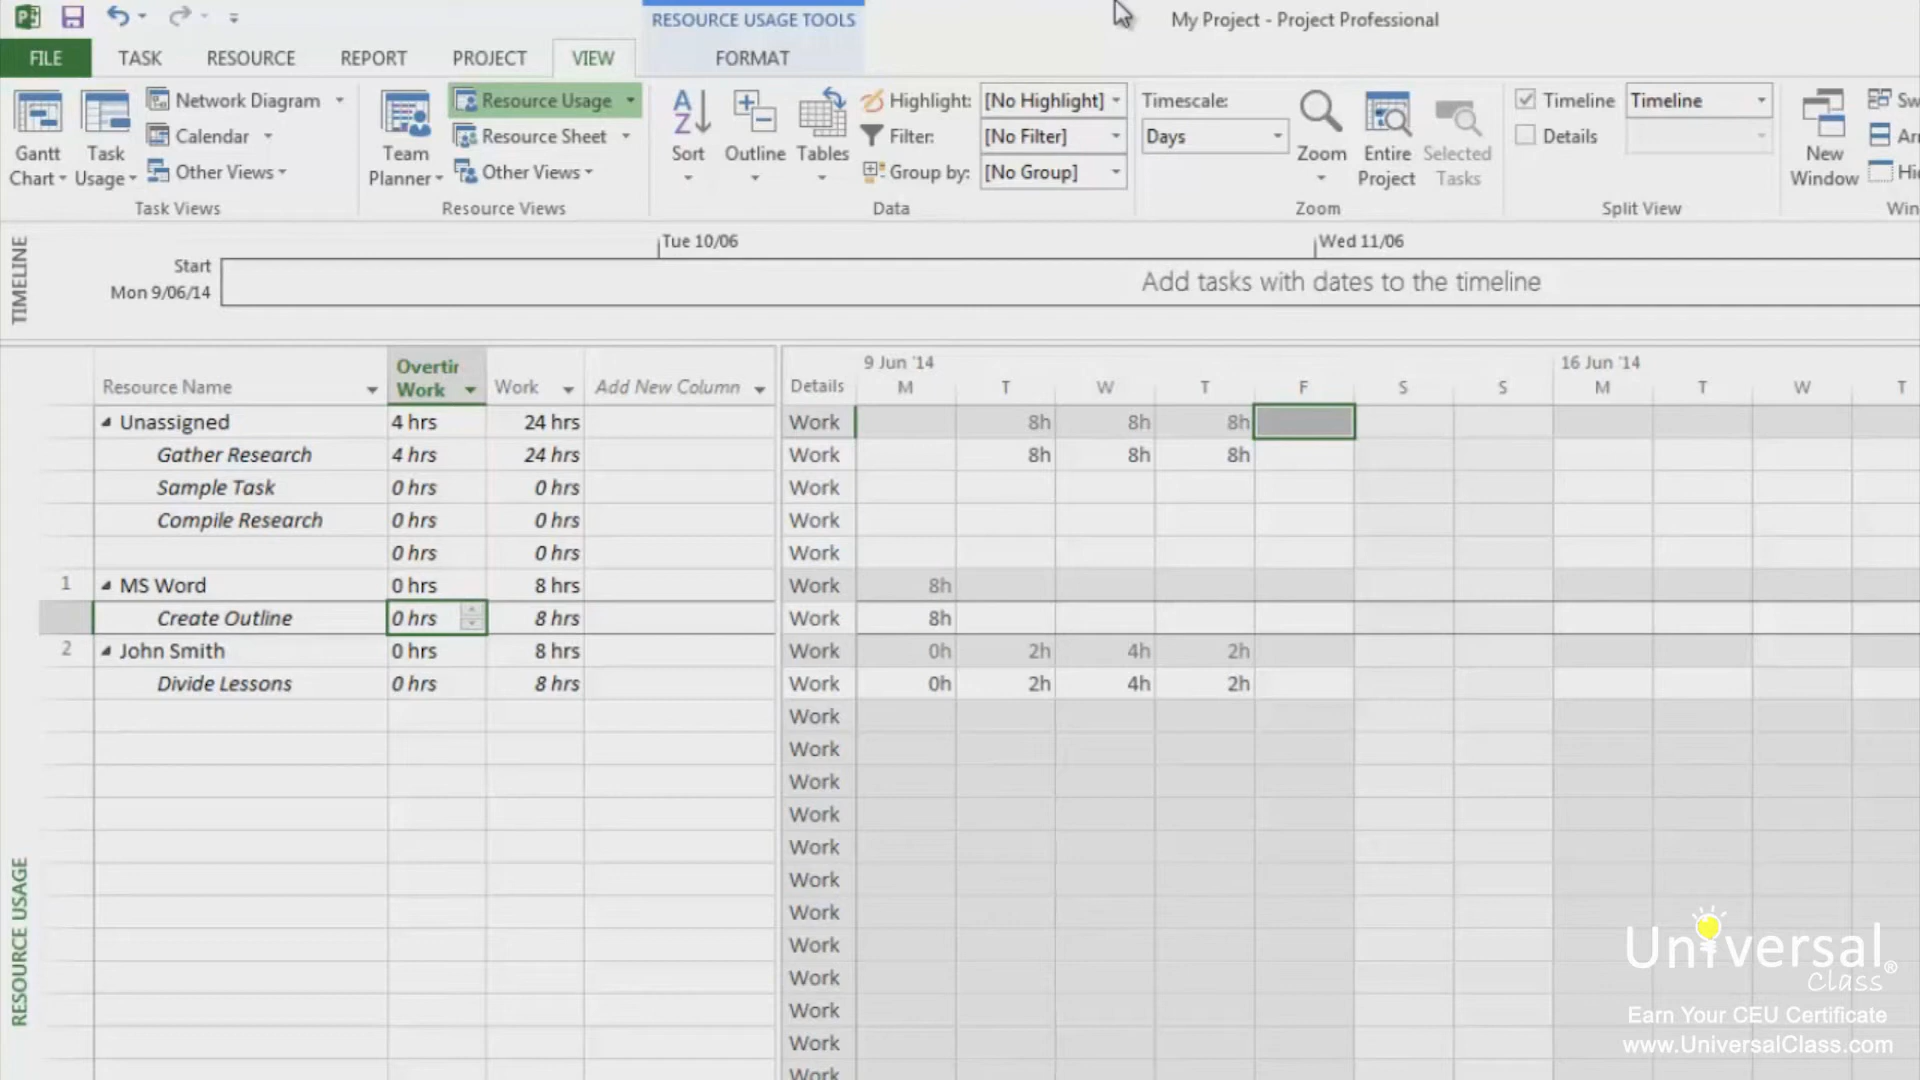 RESOURCE USAGE TOOLS
My Project - Project Professional
FILE TASK RESOURCE REPORT PROJECT VIEW FORMAT
Gantt Chart
Task Usage
Network Diagram
Calendar
Other Views
Task Views
Team Planner
Resource Usage
Resource Sheet
Other Views
Resource Views
Sort
Outline
Tables
Highlight: [No Highlight]
Filter: [No Filter]
Group by: [No Group]
Data
Timescale:
Days
Zoom
Entire Project
Selected Tasks
Zoom
Timeline Timeline
Details
Split View
New Window
TIMELINE
Tue 10/06 Wed 11/06
Start
Mon 9/06/14
Add tasks with dates to the timeline
Resource Name Work Add New Column Details
Work
9 Jun '14 16 Jun '14
M T W T F S S M T W T
Unassigned 4 hrs 24 hrs Work 8h 8h 8h
Gather Research 4 hrs 24 hrs Work 8h 8h 8h
Sample Task 0 hrs 0 hrs Work
Compile Research 0 hrs 0 hrs Work
0 hrs 0 hrs Work
1 MS Word 0 hrs 8 hrs Work 8h
Create Outline 0 hrs 8 hrs Work 8h
2 John Smith 0 hrs 8 hrs Work 0h 2h 4h 2h
Divide Lessons 0 hrs 8 hrs Work 0h 2h 4h 2h
Work
Work
Work
Work
Work
Work
Work
Work
Work
Work
Work
Work
RESOURCE USAGE
Universal
Class
®
Earn Your CEU Certificate
www.UniversalClass.com